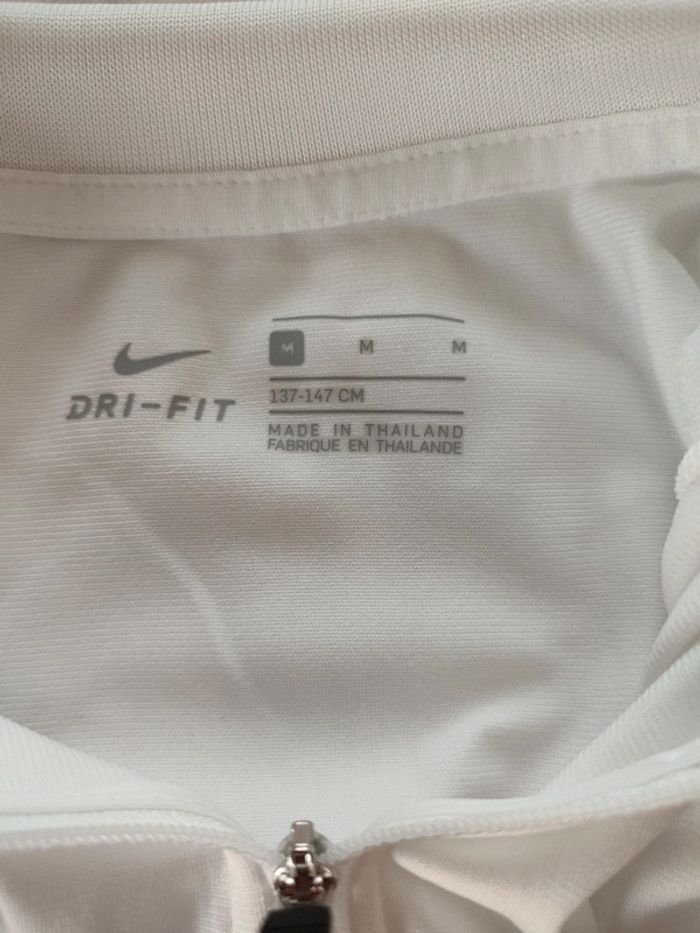 DRI-FIT
M M M
137-147 CM
MADE IN THAILAND
FABRIQUE EN THAILANDE